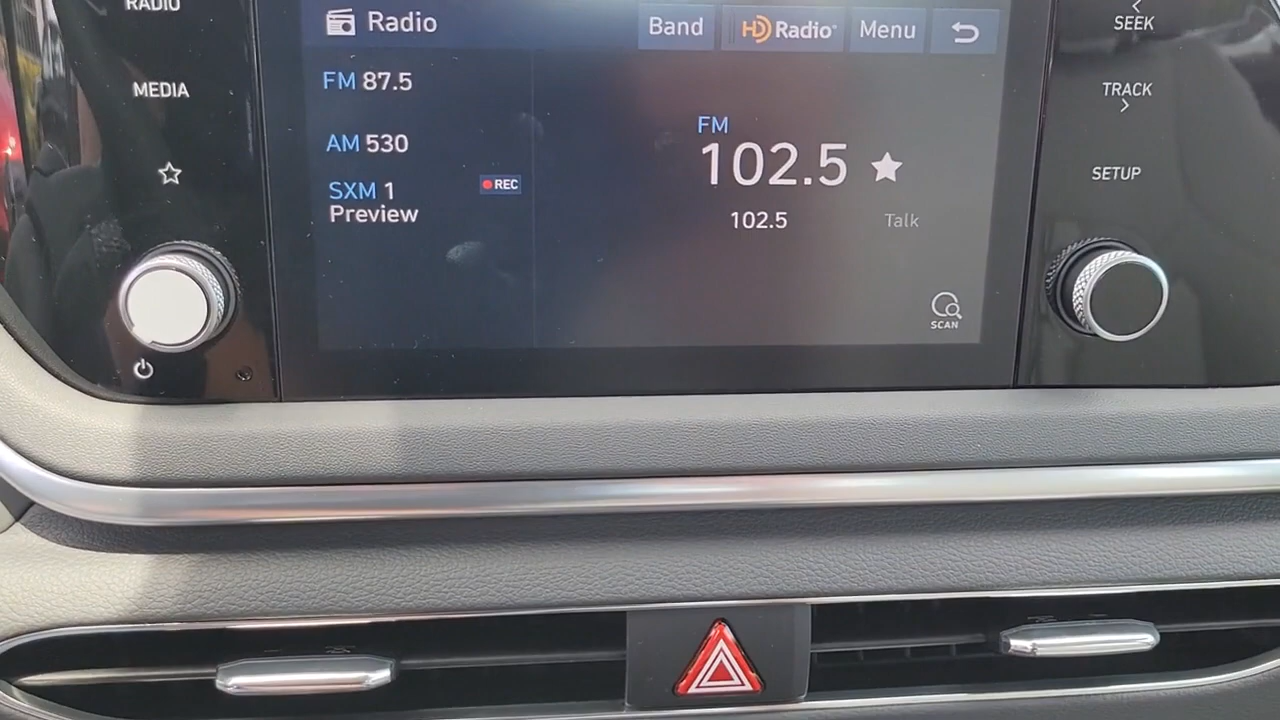 RADIO
MEDIA
Radio
Band
HD Radio
Menu
FM 87.5
AM 530
SXM 1
Preview
REC
FM
102.5
102.5
Talk
SCAN
SEEK
TRACK
SETUP